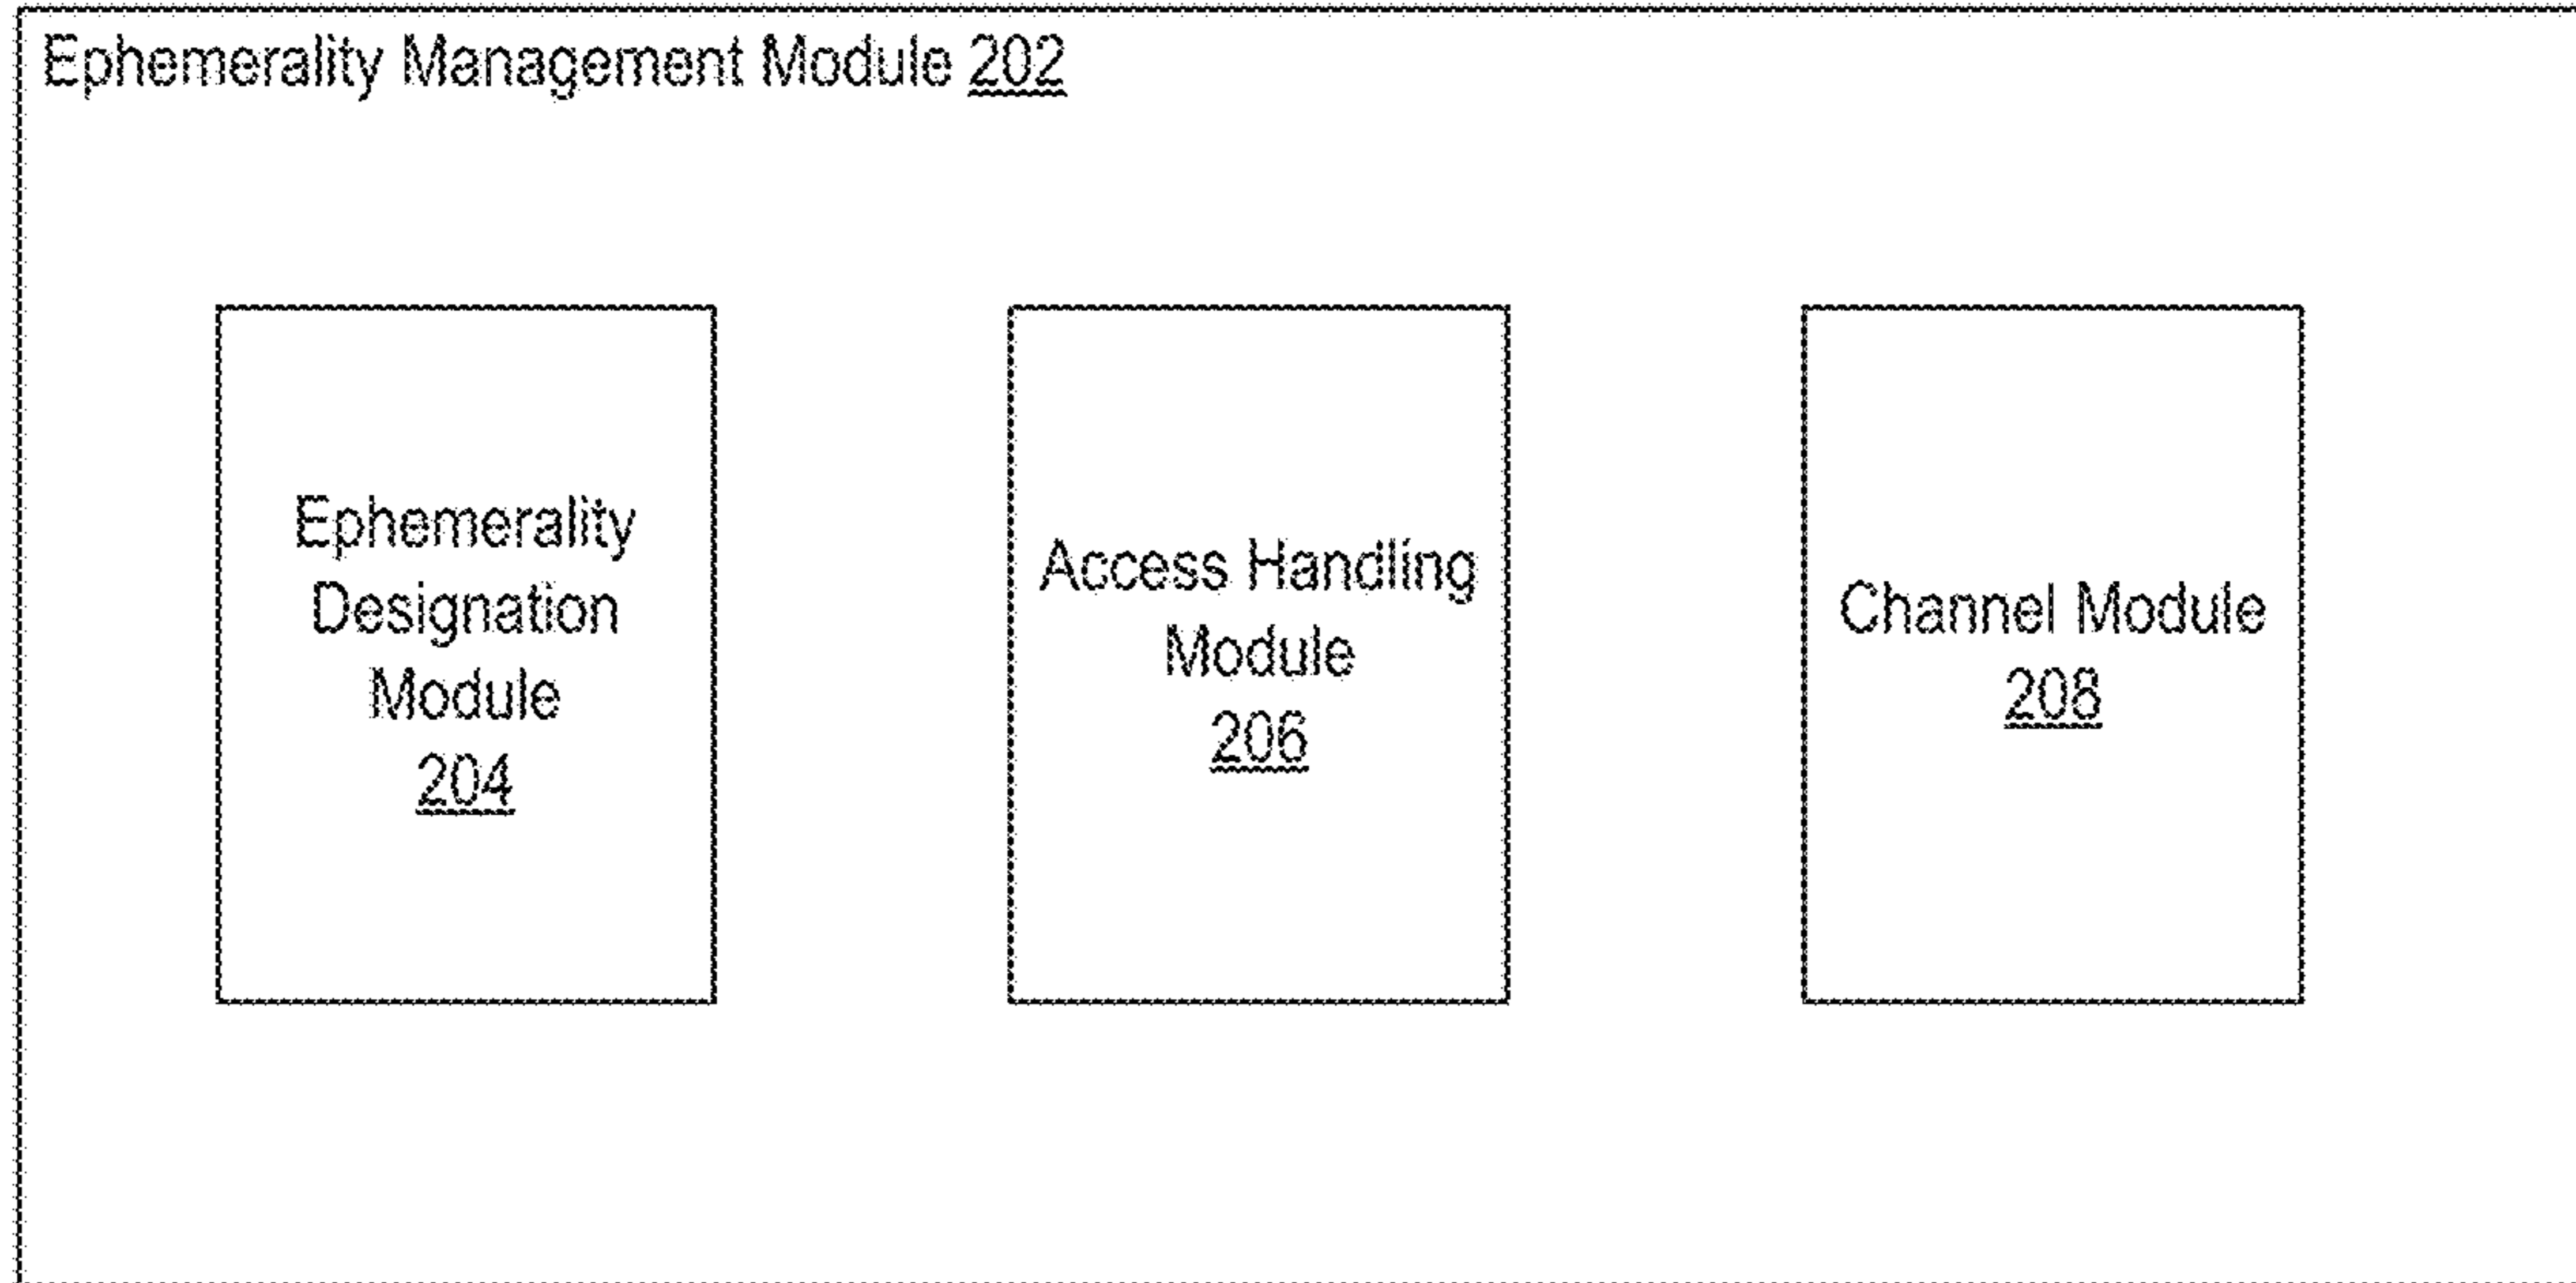 Ephemerality Management Module 202
Ephemerality
Designation
Module
204
Access Handling
Module
206
Channel Module
208